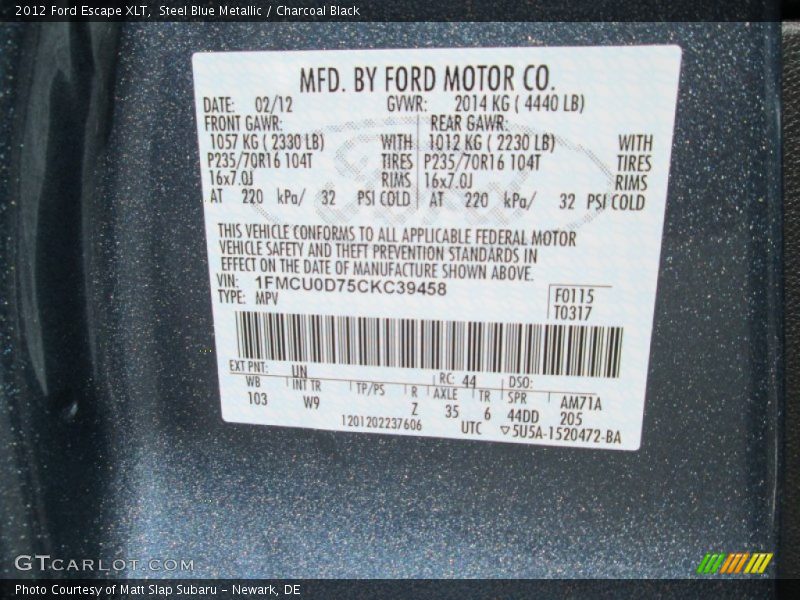 2012 Ford Escape XLT, Steel Blue Metallic / Charcoal Black
MFD. BY FORD MOTOR CO.
DATE: 02/12 GVWR: 2014 KG ( 4440 LB)
FRONT GAWR: REAR GAWR:
1057 KG ( 2330 LB) WITH 1012 KG ( 2230 LB) WITH
P235/70R16 104T TIRES P235/70R16 104T TIRES
16x7.0J RIMS 16x7.0J RIMS
AT 220 kPa/ 32 PSI COLD AT 220 kPa/ 32 PSI COLD
THIS VEHICLE CONFORMS TO ALL APPLICABLE FEDERAL MOTOR
VEHICLE SAFETY AND THEFT PREVENTION STANDARDS IN
EFFECT ON THE DATE OF MANUFACTURE SHOWN ABOVE.
VIN: 1FMCU0D75CKC39458
TYPE: MPV
F0115
T0317
EXT PNT: UN RC: 44 DSO:
WB INT TR TP/PS R AXLE TR SPR AM71A
103 W9 Z 35 6 44DD 205
1201202237606 UTC ▽5U5A-1520472-BA
GTCARLOT.COM
Photo Courtesy of Matt Slap Subaru - Newark, DE